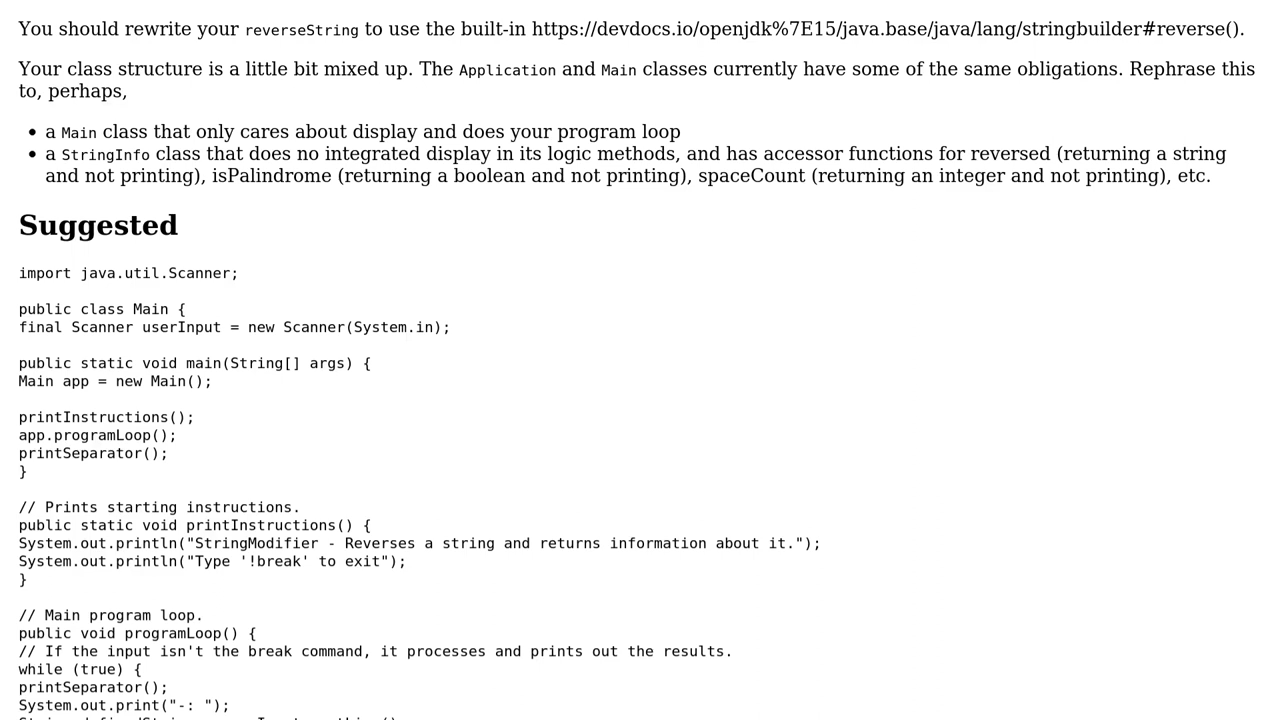 You should rewrite your reverseString to use the built-in https://devdocs.io/openjdk%7E15/java.base/java/lang/stringbuilder#reverse().
Your class structure is a little bit mixed up. The Application and Main classes currently have some of the same obligations. Rephrase this
to, perhaps,
• a Main class that only cares about display and does your program loop
• a StringInfo class that does no integrated display in its logic methods, and has accessor functions for reversed (returning a string
and not printing), isPalindrome (returning a boolean and not printing), spaceCount (returning an integer and not printing), etc.
Suggested
import java.util.Scanner;
public class Main {
final Scanner userInput = new Scanner(System.in);
public static void main(String[] args) {
Main app = new Main();
printInstructions();
app.programLoop();
printSeparator();
}
// Prints starting instructions.
public static void printInstructions() {
System.out.println("StringModifier - Reverses a string and returns information about it.");
System.out.println("Type '!break' to exit");
}
// Main program loop.
public void programLoop() {
// If the input isn't the break command, it processes and prints out the results.
while (true) {
printSeparator();
System.out.print("-: ");